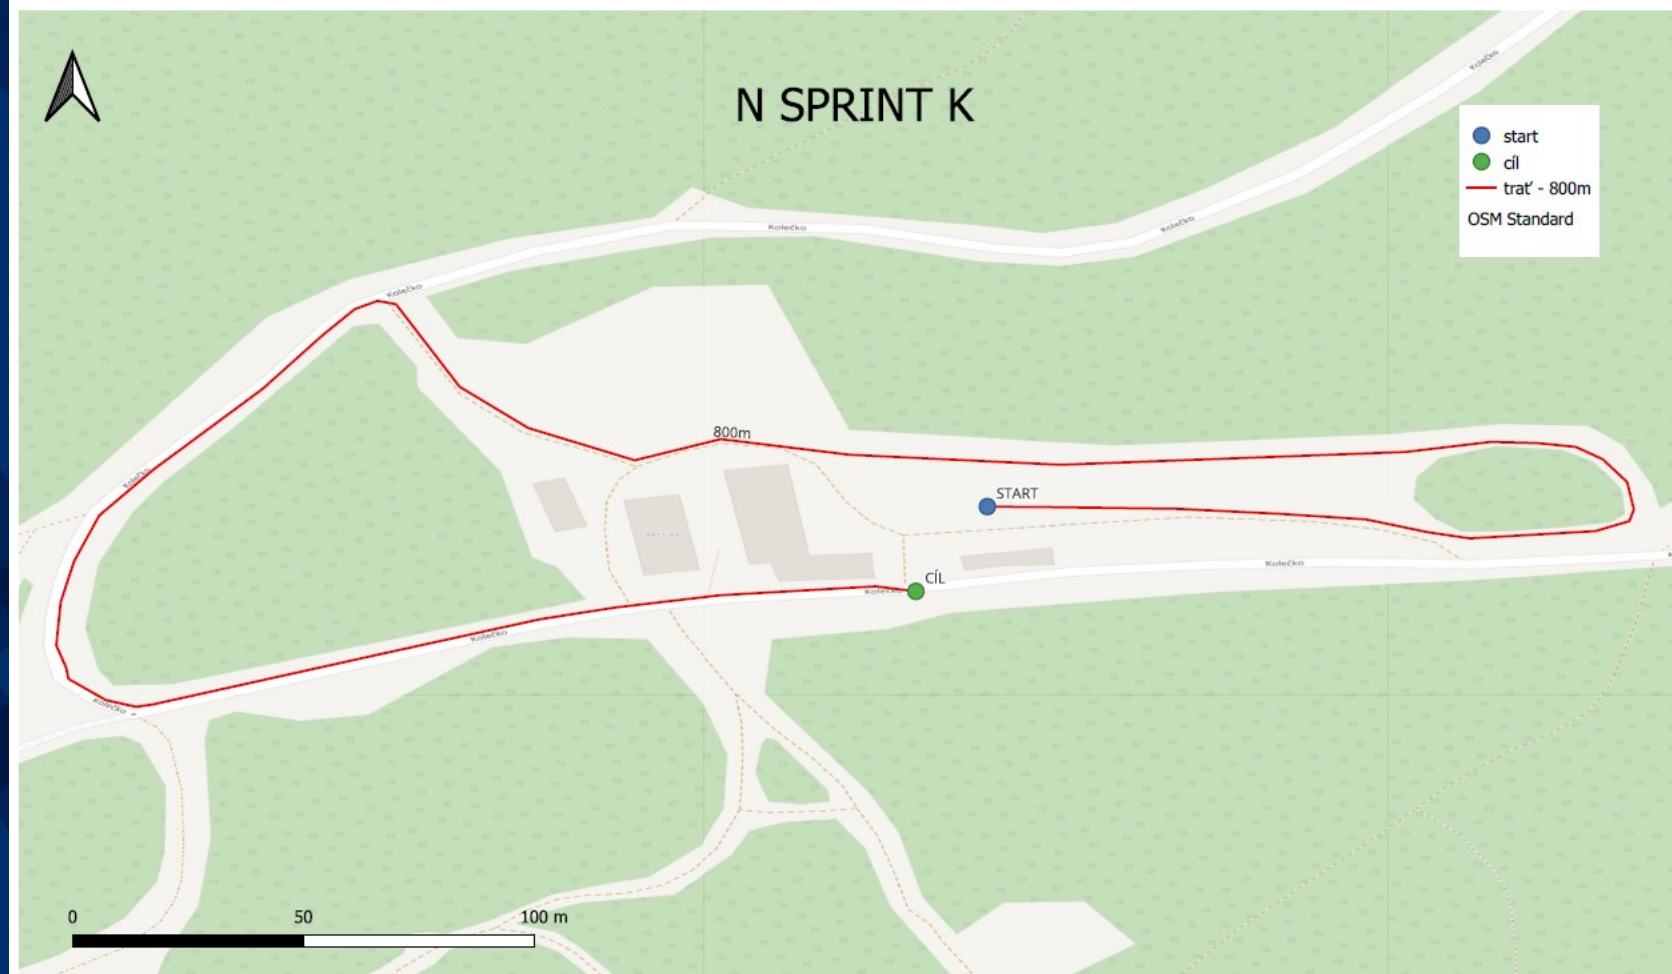 N SPRINT K
start
cíl
trať - 800m
OSM Standard
Kolečko
Kolečko
Kolečko
Kolečko
800m
Kolečko
START
CÍL
Kolečko
Kolečko
Kolečko
Kolečko
0 50 100 m